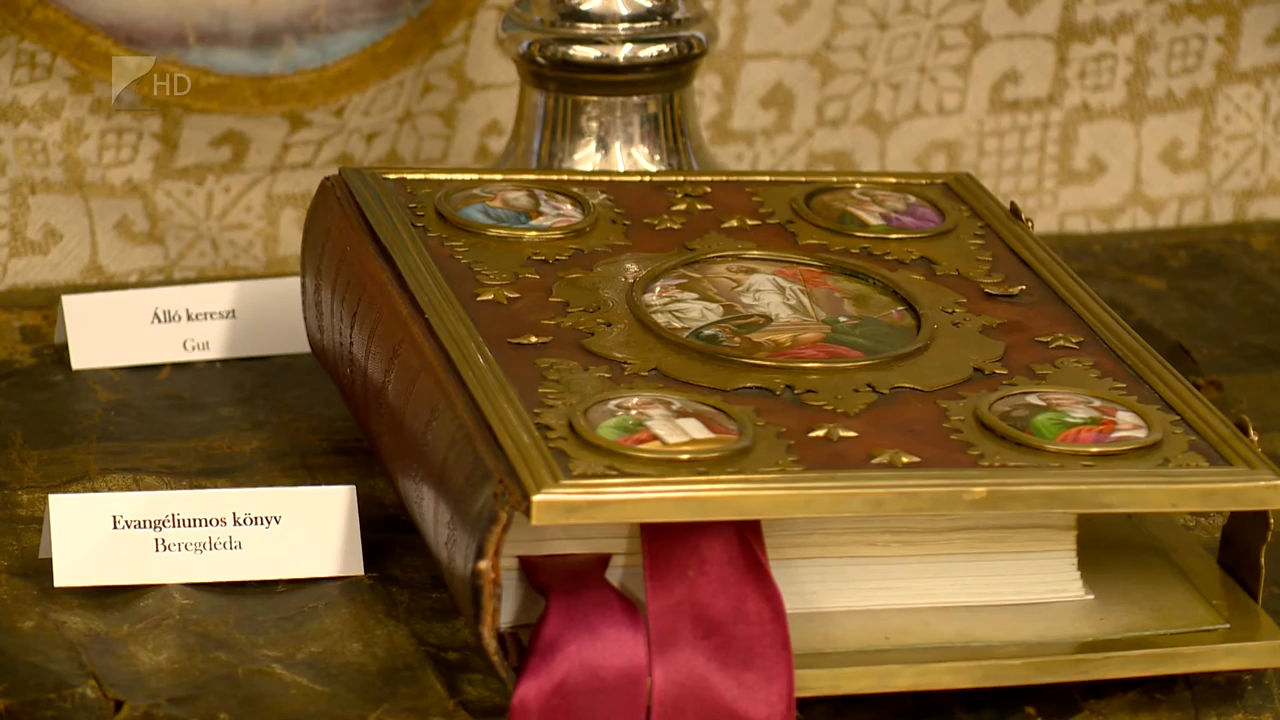 HD
Álló kereszt
Gut
Evangéliumos könyv
Beregdéda